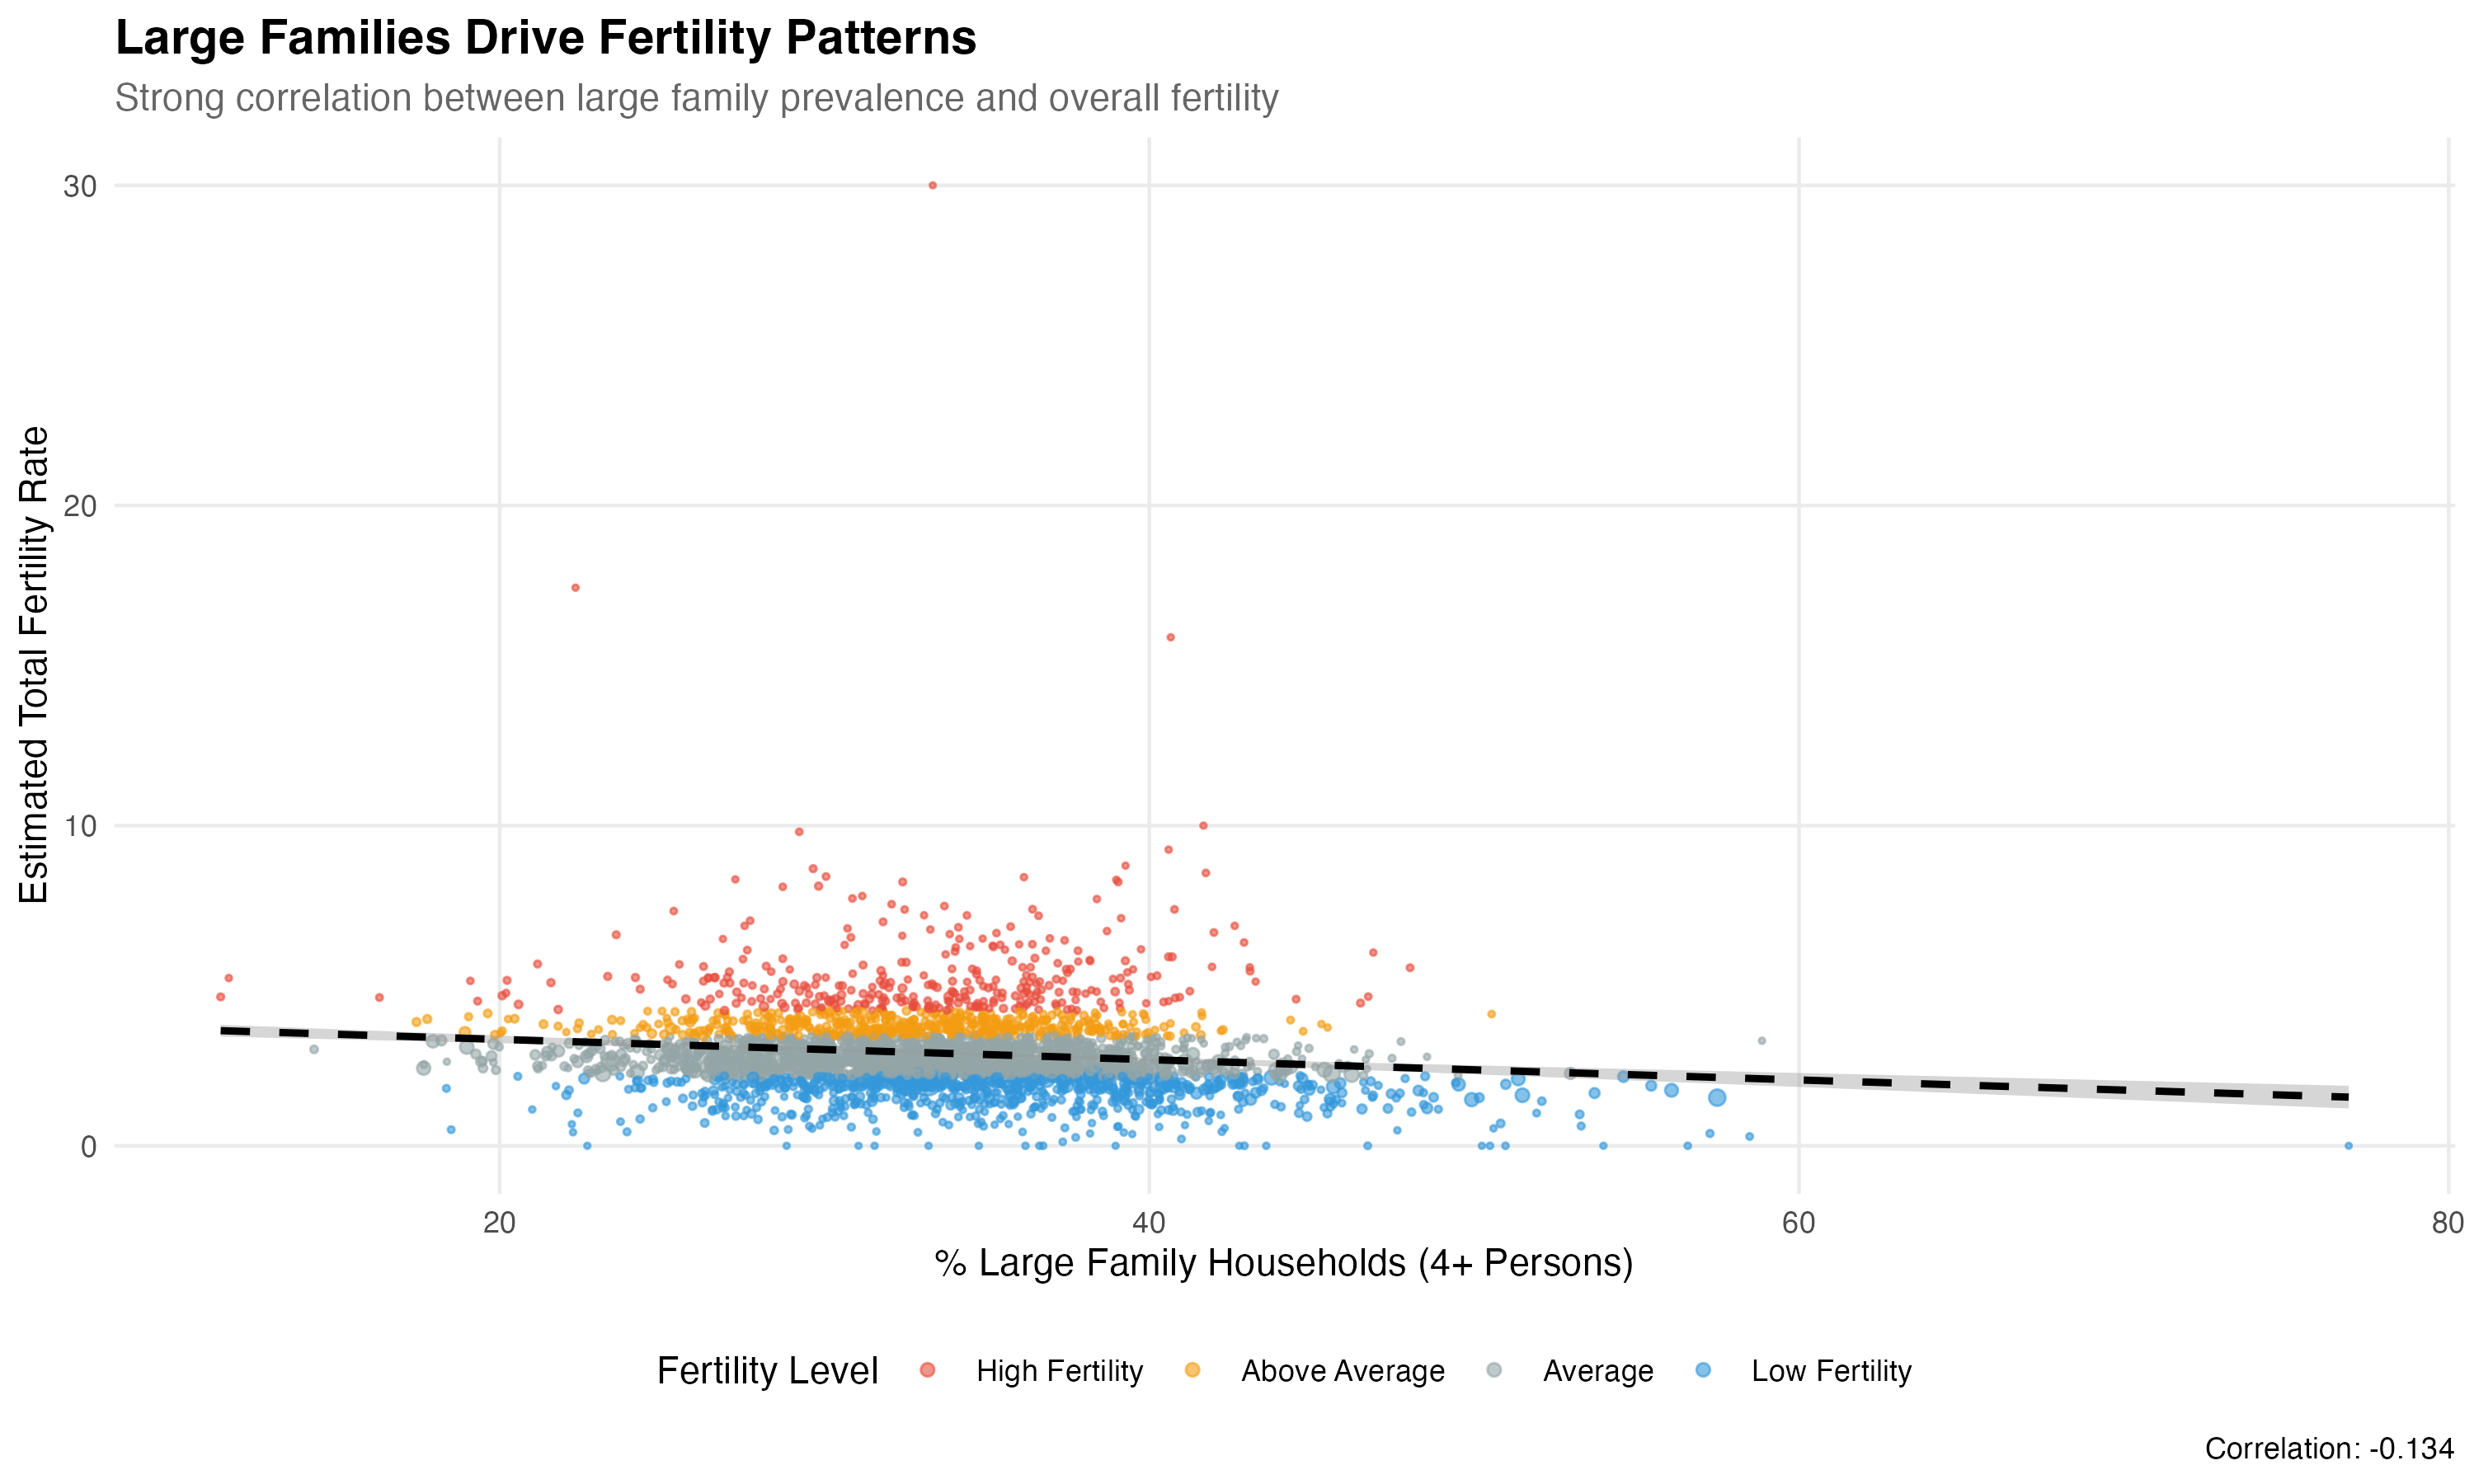 Large Families Drive Fertility Patterns
Strong correlation between large family prevalence and overall fertility
Estimated Total Fertility Rate
30
20
10
0
20 40 60 80
% Large Family Households (4+ Persons)
Fertility Level High Fertility Above Average Average Low Fertility
Correlation: -0.134